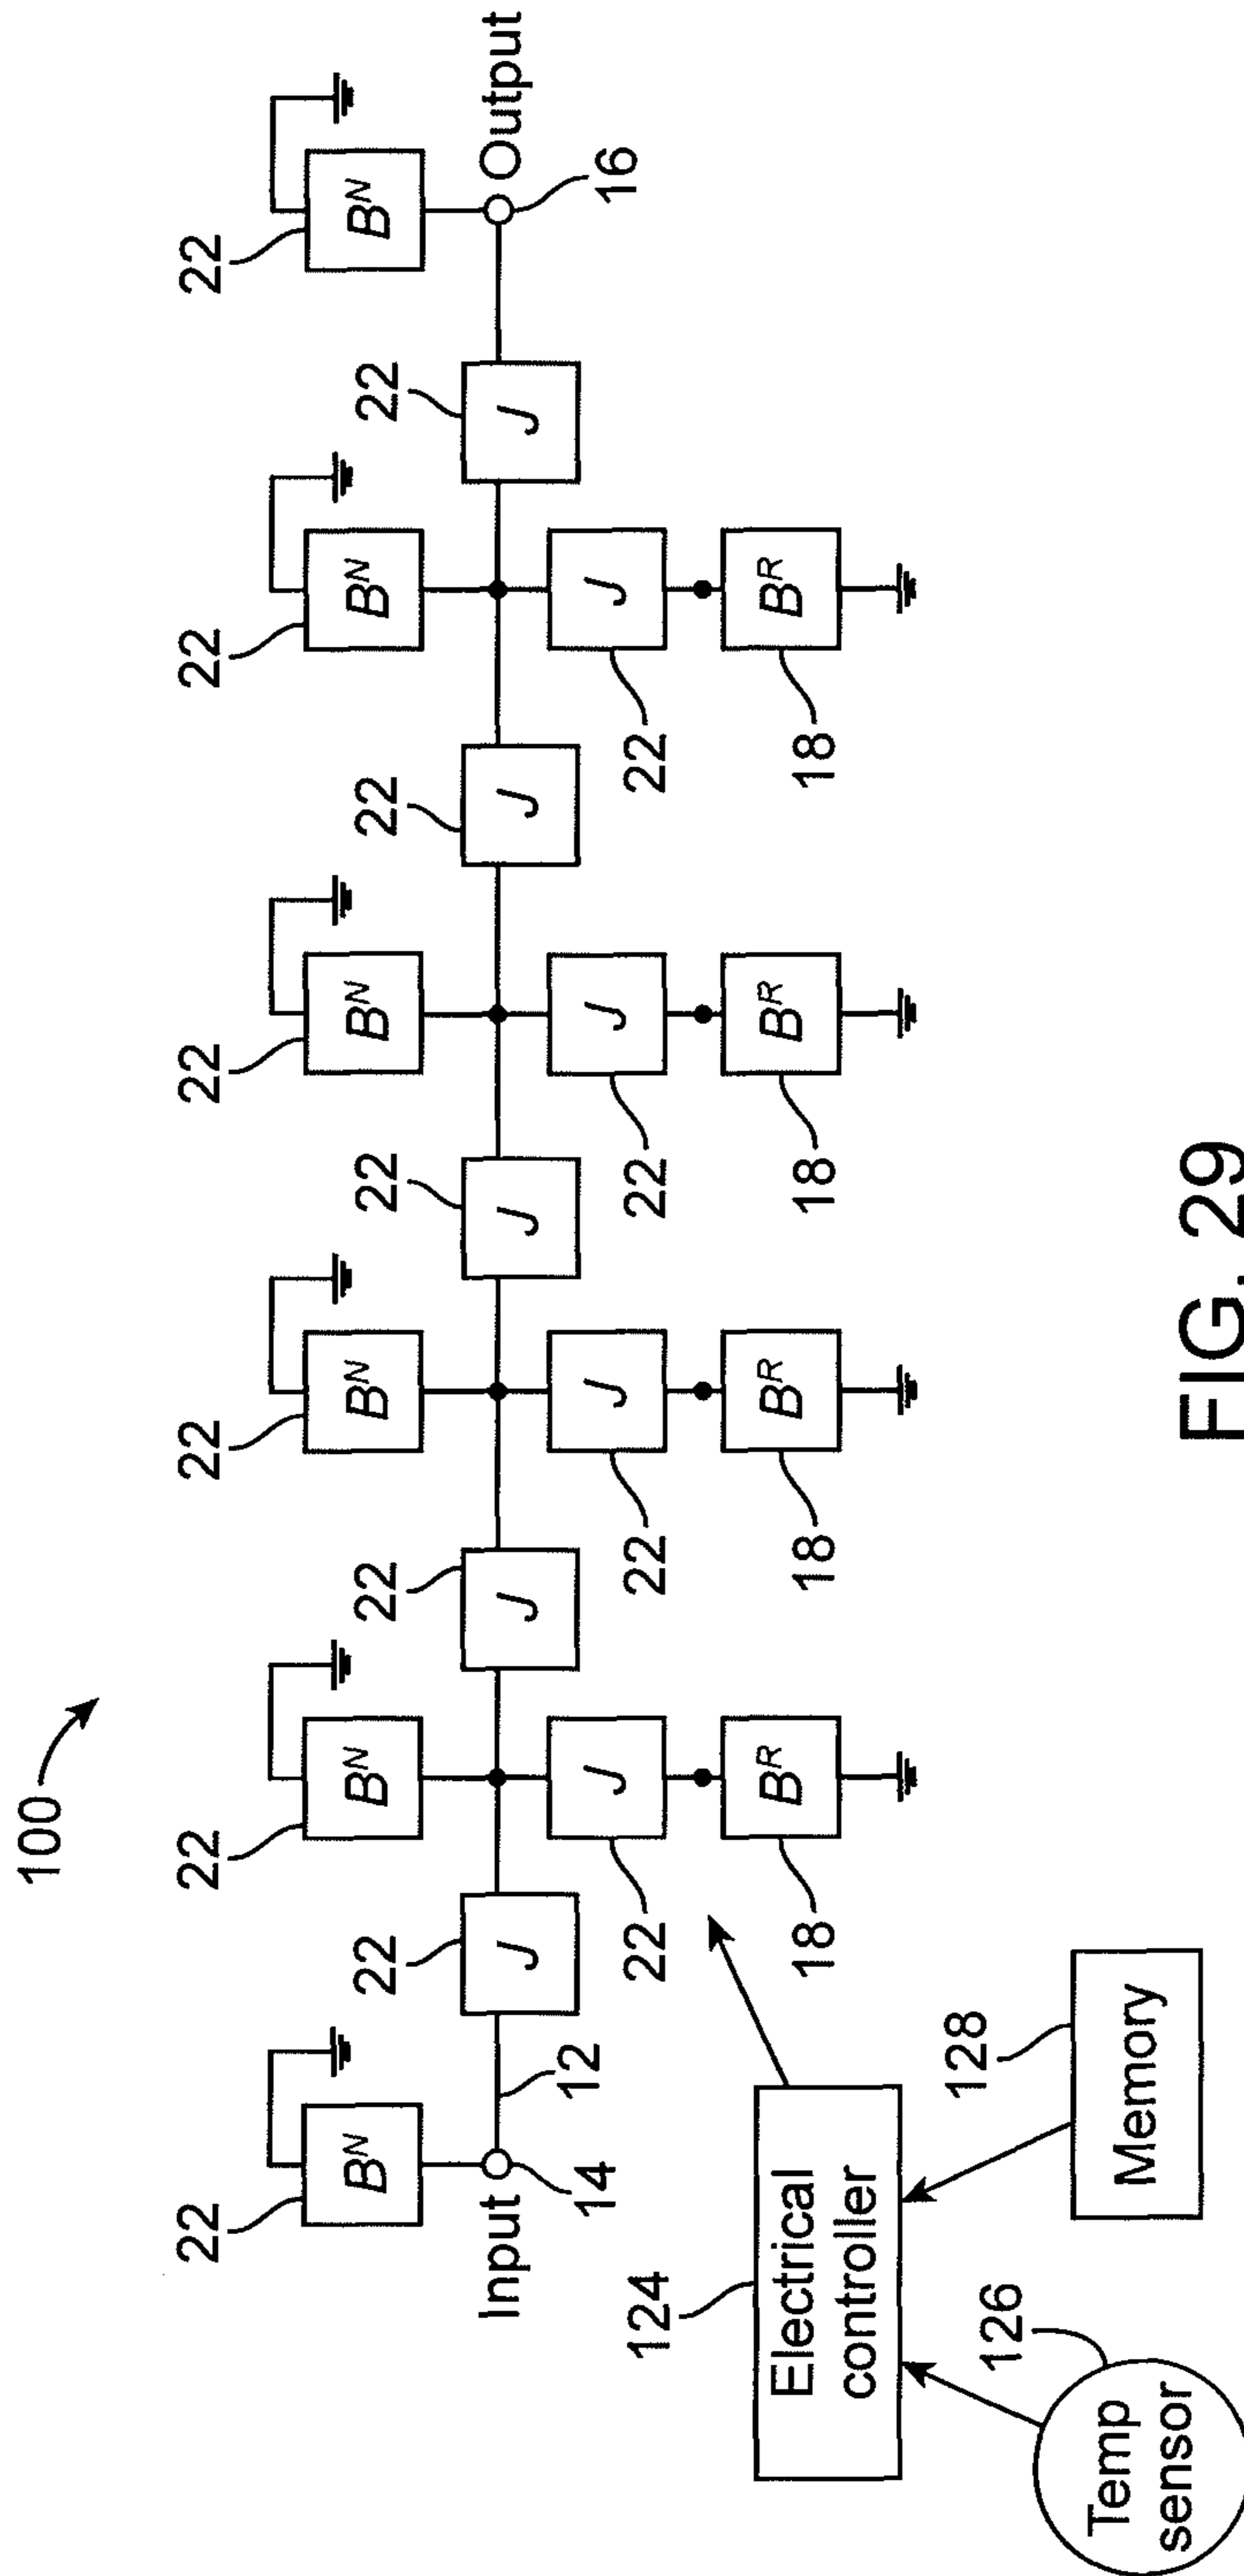 100
22 22 22 22 22 22
B^N B^N B^N B^N B^N B^N
22 22 22 22 22
Input 12 J J J J J Output
14 16
J J J J
22 22 22 22
B^R B^R B^R B^R
18 18 18 18
124
Electrical
controller
128
Memory
126
Temp
sensor
FIG. 29